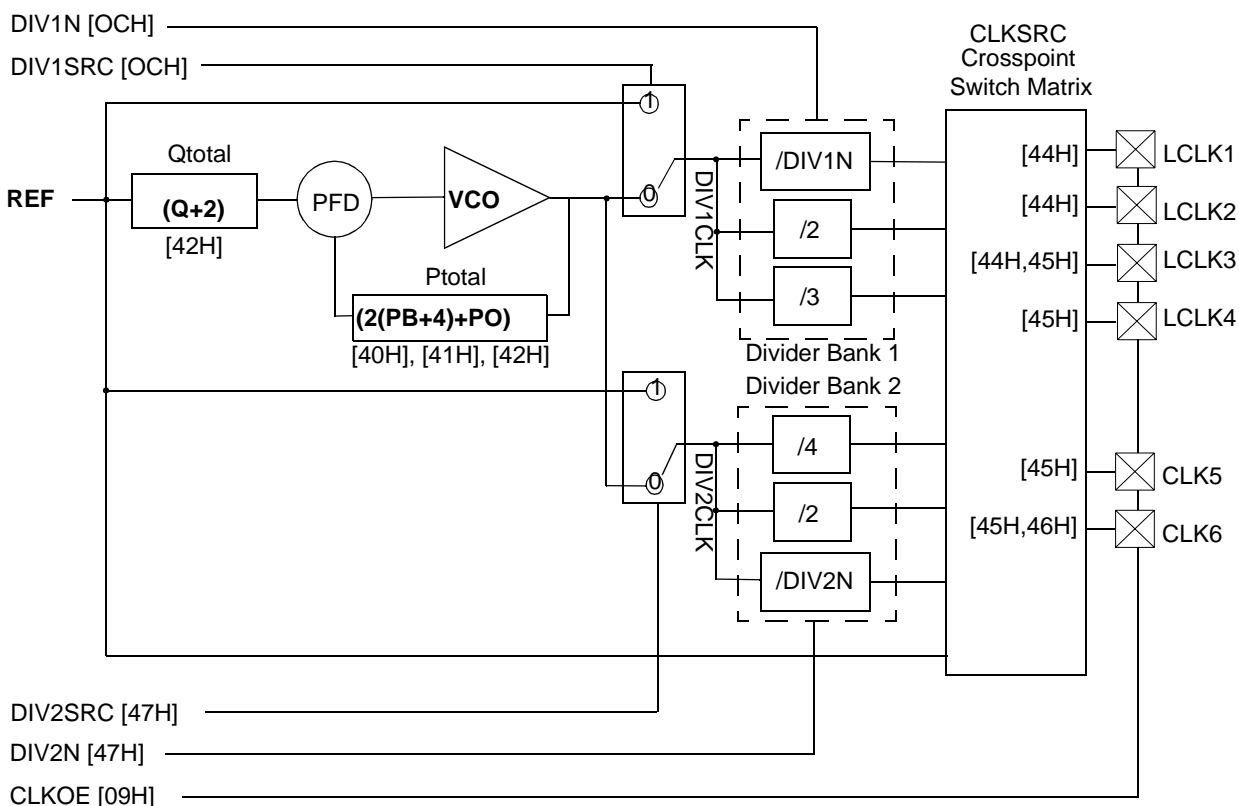 DIV1N [OCH]
DIV1SRC [OCH]
CLKSRC
Crosspoint
Switch Matrix
1
Qtotal
/DIV1N
[44H]
LCLK1
REF
(Q+2)
PFD
VCO
0
DIV1CLK
[44H]
LCLK2
[42H]
/2
[44H,45H]
LCLK3
Ptotal
/3
(2(PB+4)+PO)
[45H]
LCLK4
[40H], [41H], [42H]
Divider Bank 1
Divider Bank 2
1
/4
0
DIV2CLK
[45H]
CLK5
/2
[45H,46H]
CLK6
/DIV2N
DIV2SRC [47H]
DIV2N [47H]
CLKOE [09H]